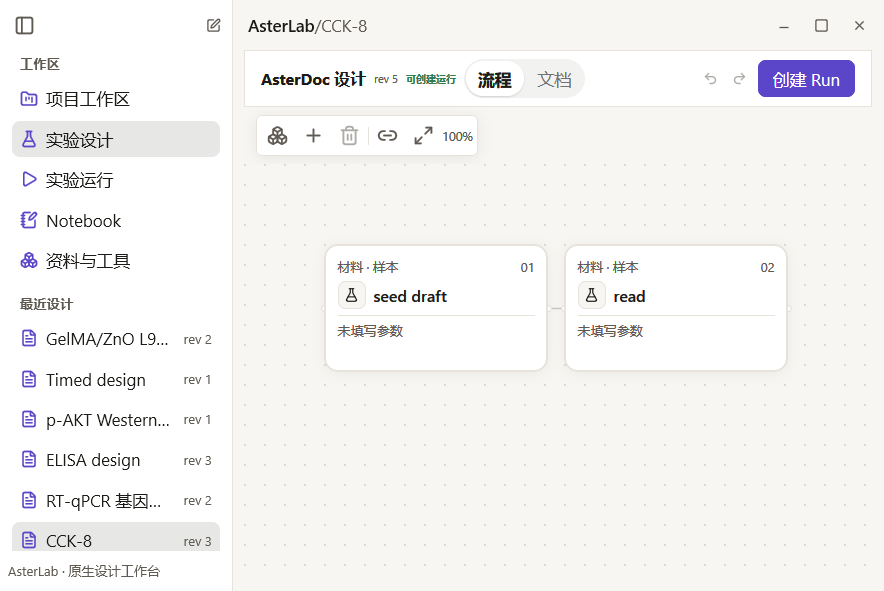 AsterLab/CCK-8
工作区
项目工作区
实验设计
实验运行
Notebook
资料与工具
最近设计
GelMA/ZnO L9... rev 2
Timed design rev 1
p-AKT Western... rev 1
ELISA design rev 3
RT-qPCR 基因... rev 2
CCK-8 rev 3
AsterLab · 原生设计工作台
AsterDoc 设计 rev 5 可创建运行 流程 文档 创建 Run
100%
材料 · 样本 01
seed draft
未填写参数
材料 · 样本 02
read
未填写参数